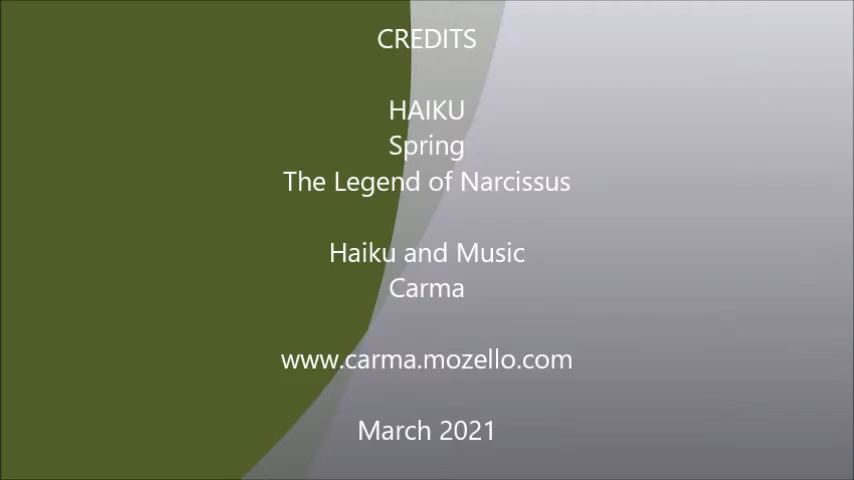 CREDITS
HAIKU
Spring
The Legend of Narcissus
Haiku and Music
Carma
www.carma.mozello.com
March 2021